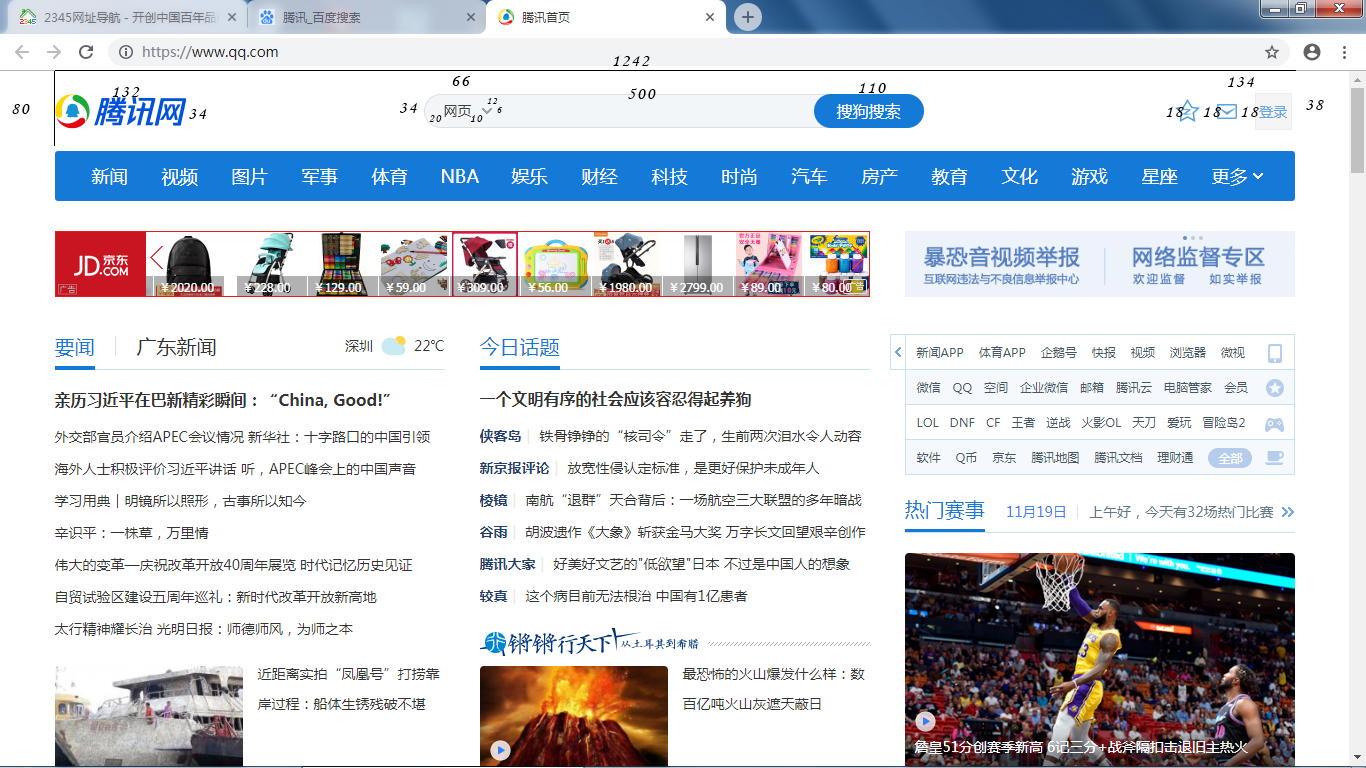 2345网址导航 - 开创中国百年品
腾讯_百度搜索
腾讯首页
https://www.qq.com
1242
80
132
34
34
66
500
20
10
12
6
110
134
18
18
18
38
腾讯网
网页
搜狗搜索
登录
新闻 视频 图片 军事 体育 NBA 娱乐 财经 科技 时尚 汽车 房产 教育 文化 游戏 星座 更多
JD 京东 .COM
广告
¥2020.00 ¥228.00 ¥129.00 ¥59.00 ¥309.00 ¥56.00 ¥1980.00 ¥2799.00 ¥89.00 ¥80.00
广告
暴恐音视频举报
互联网违法与不良信息举报中心
网络监督专区
欢迎监督 如实举报
要闻 广东新闻
深圳 22℃
亲历习近平在巴新精彩瞬间：“China, Good!”
外交部官员介绍APEC会议情况 新华社：十字路口的中国引领
海外人士积极评价习近平讲话 听，APEC峰会上的中国声音
学习用典｜明镜所以照形，古事所以知今
辛识平：一株草，万里情
伟大的变革—庆祝改革开放40周年展览 时代记忆历史见证
自贸试验区建设五周年巡礼：新时代改革开放新高地
太行精神耀长治 光明日报：师德师风，为师之本
近距离实拍“凤凰号”打捞靠
岸过程：船体生锈残破不堪
今日话题
一个文明有序的社会应该容忍得起养狗
侠客岛 铁骨铮铮的“核司令”走了，生前两次泪水令人动容
新京报评论 放宽性侵认定标准，是更好保护未成年人
棱镜 南航“退群”天合背后：一场航空三大联盟的多年暗战
谷雨 胡波遗作《大象》斩获金马大奖 万字长文回望艰辛创作
腾讯大家 好美好文艺的"低欲望"日本 不过是中国人的想象
较真 这个病目前无法根治 中国有1亿患者
锵锵行天下
从土耳其到希腊
最恐怖的火山爆发什么样：数
百亿吨火山灰遮天蔽日
新闻APP 体育APP 企鹅号 快报 视频 浏览器 微视
微信 QQ 空间 企业微信 邮箱 腾讯云 电脑管家 会员
LOL DNF CF 王者 逆战 火影OL 天刀 爱玩 冒险岛2
软件 Q币 京东 腾讯地图 腾讯文档 理财通 全部
热门赛事 11月19日 上午好，今天有32场热门比赛
詹皇51分创赛季新高 6记三分+战斧隔扣击退旧主热火